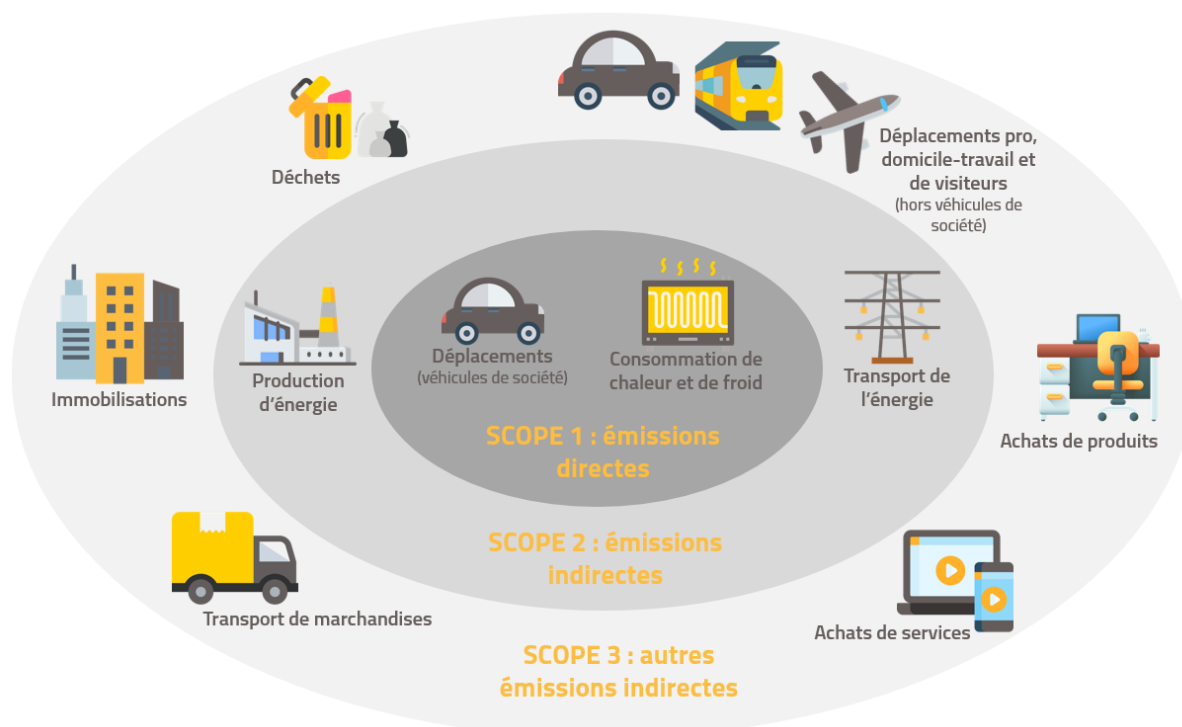 Déchets
Déplacements pro,
domicile-travail et
de visiteurs
(hors véhicules de
société)
Immobilisations
Production
d’énergie
Déplacements
(véhicules de société)
Consommation de
chaleur et de froid
Transport de
l’énergie
Achats de produits
SCOPE 1 : émissions
directes
SCOPE 2 : émissions
indirectes
Transport de marchandises
Achats de services
SCOPE 3 : autres
émissions indirectes